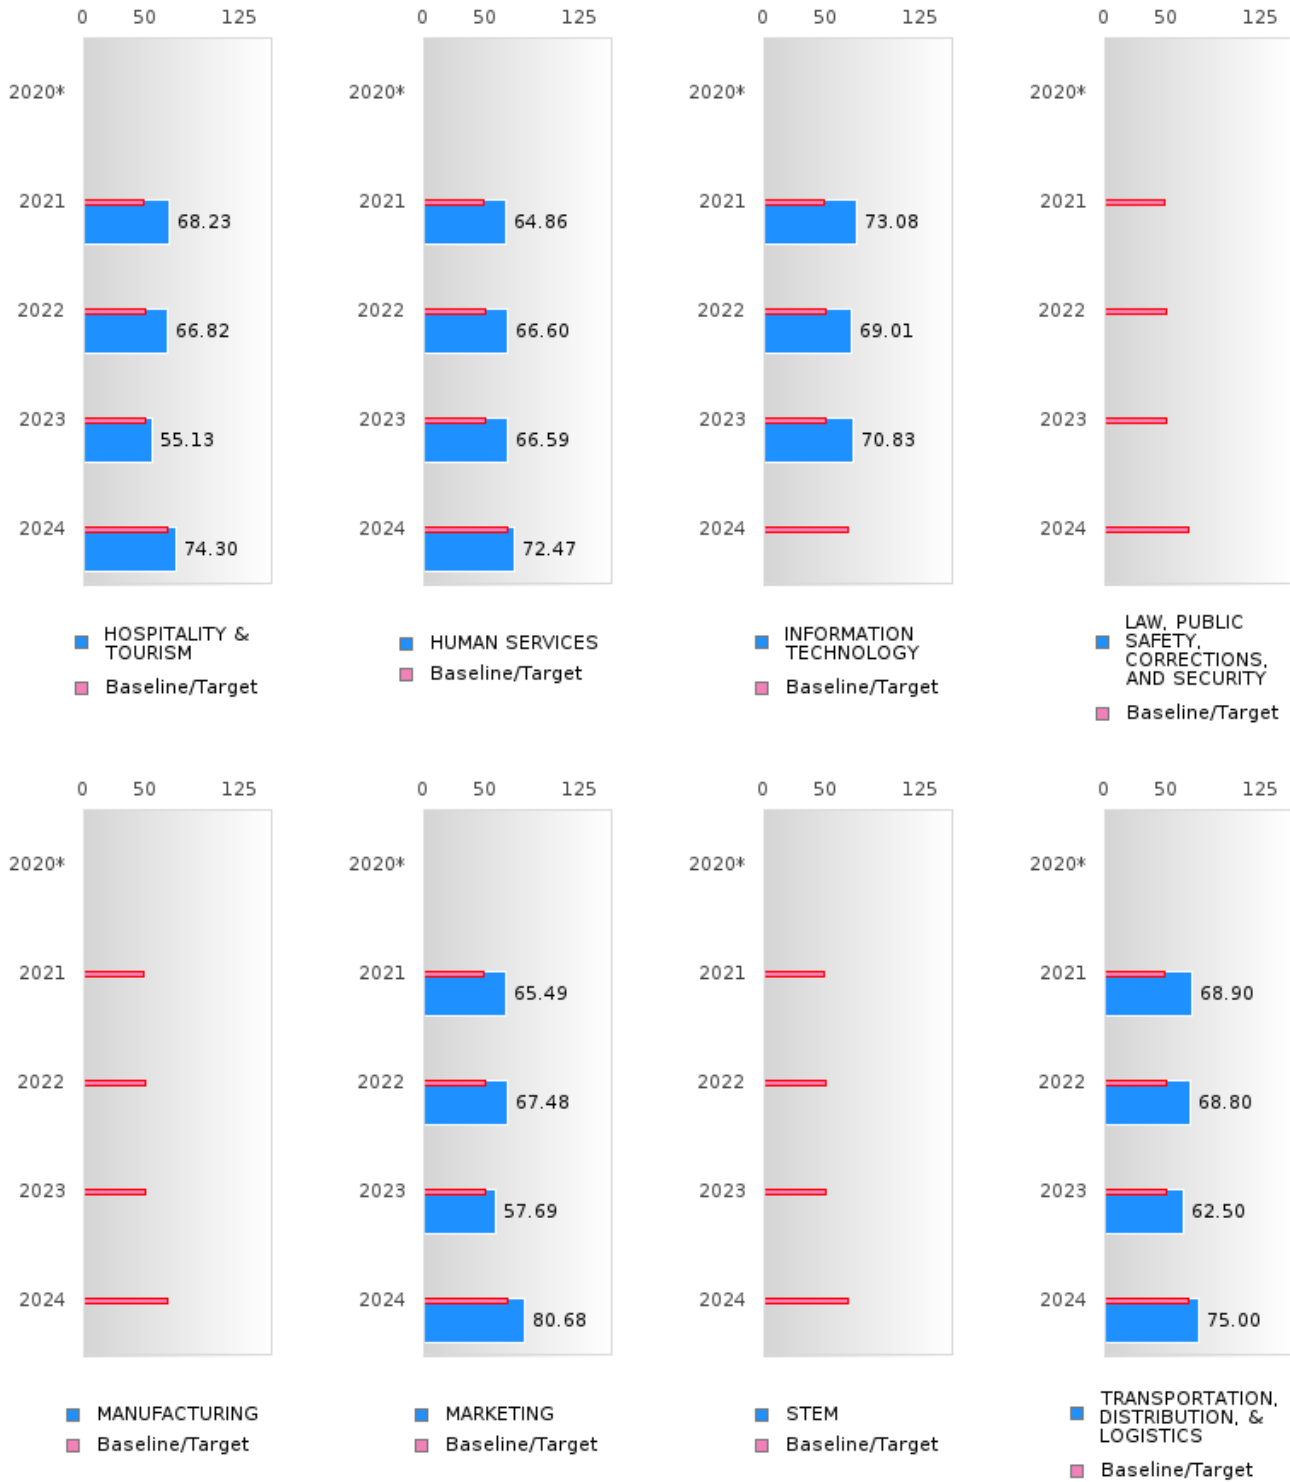 0 50 125 0 50 125 0 50 125 0 50 125
2020* 2020* 2020* 2020*
2021 68.23 2021 64.86 2021 73.08 2021
2022 66.82 2022 66.60 2022 69.01 2022
2023 55.13 2023 66.59 2023 70.83 2023
2024 74.30 2024 72.47 2024 2024
HOSPITALITY &
TOURISM
Baseline/Target
HUMAN SERVICES
Baseline/Target
INFORMATION
TECHNOLOGY
Baseline/Target
LAW, PUBLIC
SAFETY,
CORRECTIONS,
AND SECURITY
Baseline/Target
0 50 125 0 50 125 0 50 125 0 50 125
2020* 2020* 2020* 2020*
2021 2021 65.49 2021 2021 68.90
2022 2022 67.48 2022 2022 68.80
2023 2023 57.69 2023 2023 62.50
2024 2024 80.68 2024 2024 75.00
MANUFACTURING
Baseline/Target
MARKETING
Baseline/Target
STEM
Baseline/Target
TRANSPORTATION,
DISTRIBUTION, &
LOGISTICS
Baseline/Target